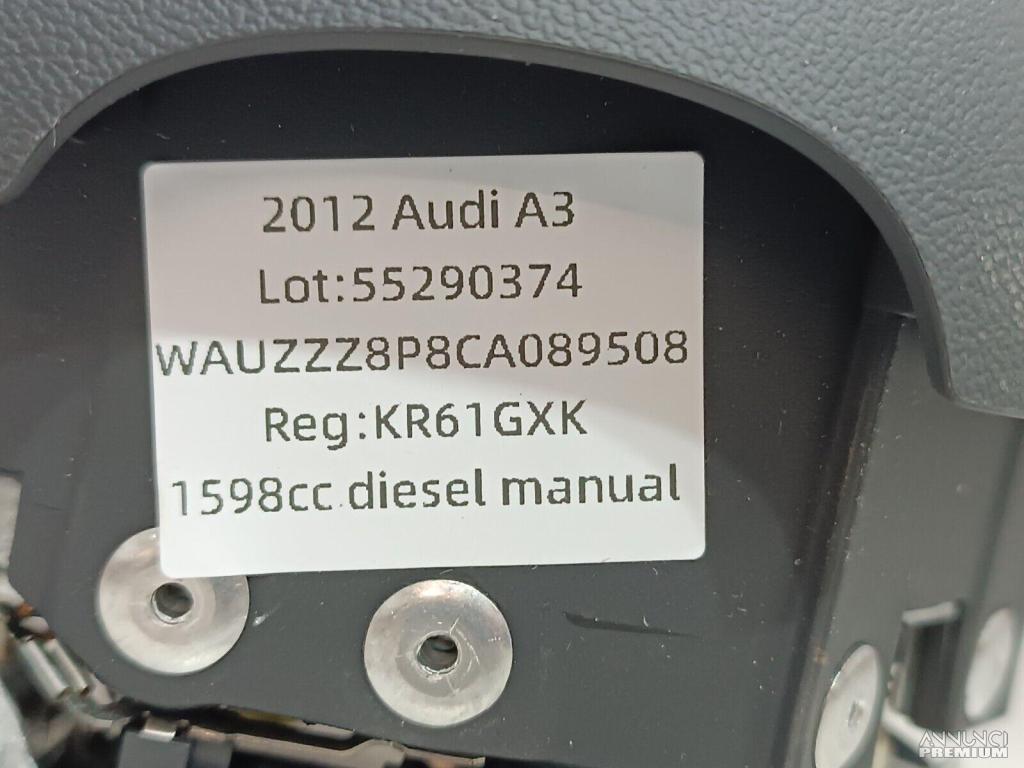 2012 Audi A3
Lot:55290374
WAUZZZ8P8CA089508
Reg:KR61GXK
1598cc diesel manual
ANNUNCI
PREMIUM